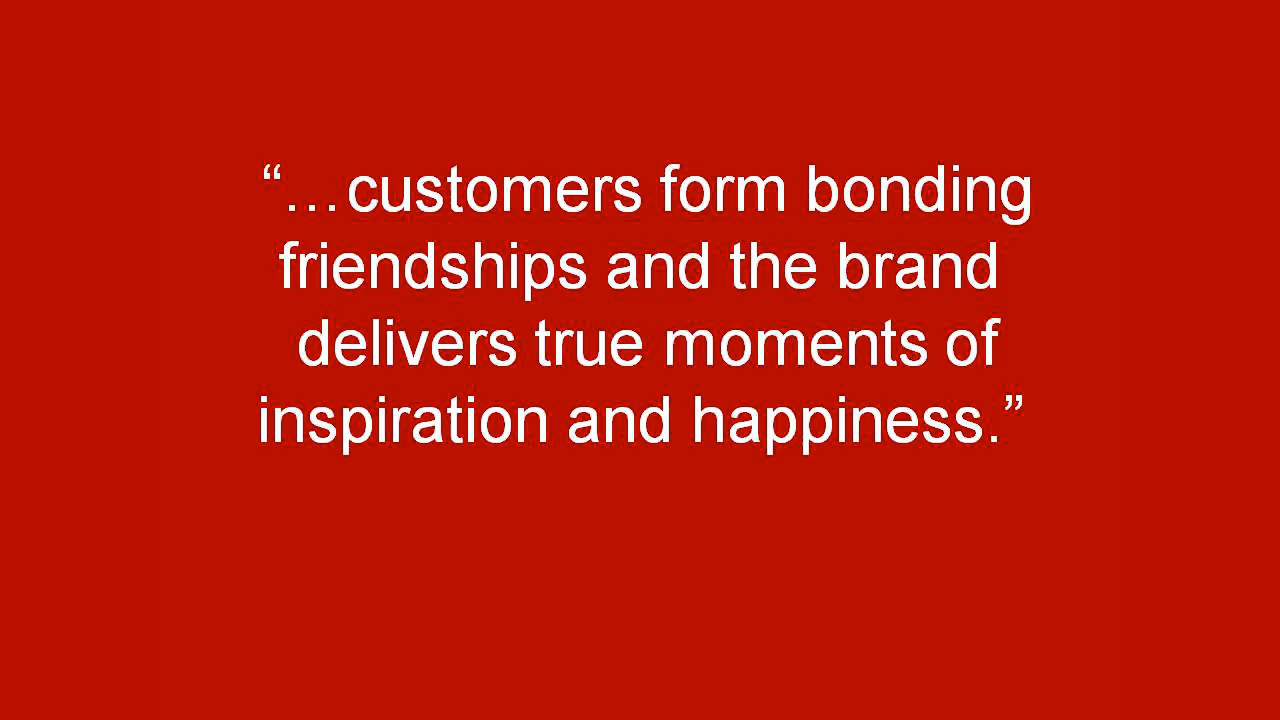 “…customers form bonding
friendships and the brand
delivers true moments of
inspiration and happiness.”